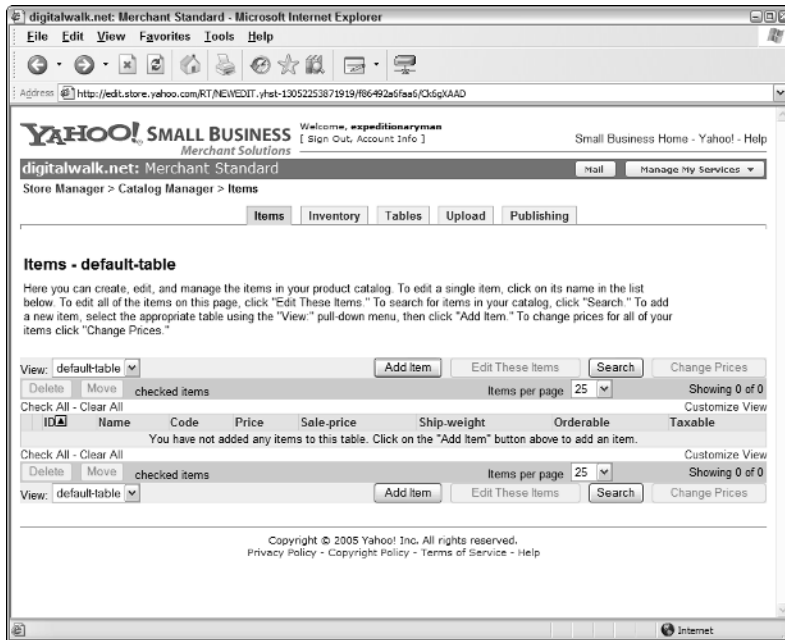 digitalwalk.net: Merchant Standard - Microsoft Internet Explorer
File Edit View Favorites Tools Help
Address http://edit.store.yahoo.com/RT/NEWEDIT.yhst-13052253871919/f86492a6faa6/Ck6gXAAD
YAHOO! SMALL BUSINESS
Merchant Solutions
Welcome, expeditionaryman
[ Sign Out, Account Info ]
Small Business Home - Yahoo! - Help
digitalwalk.net: Merchant Standard Mail Manage My Services
Store Manager > Catalog Manager > Items
Items Inventory Tables Upload Publishing
Items - default-table
Here you can create, edit, and manage the items in your product catalog. To edit a single item, click on its name in the list
below. To edit all of the items on this page, click "Edit These Items." To search for items in your catalog, click "Search." To add
a new item, select the appropriate table using the "View:" pull-down menu, then click "Add Item." To change prices for all of your
items click "Change Prices."
View: default-table Add Item Edit These Items Search Change Prices
Delete Move checked items Items per page 25 Showing 0 of 0
Check All - Clear All Customize View
ID Name Code Price Sale-price Ship-weight Orderable Taxable
You have not added any items to this table. Click on the "Add Item" button above to add an item.
Check All - Clear All Customize View
Delete Move checked items Items per page 25 Showing 0 of 0
View: default-table Add Item Edit These Items Search Change Prices
Copyright © 2005 Yahoo! Inc. All rights reserved.
Privacy Policy - Copyright Policy - Terms of Service - Help
Internet